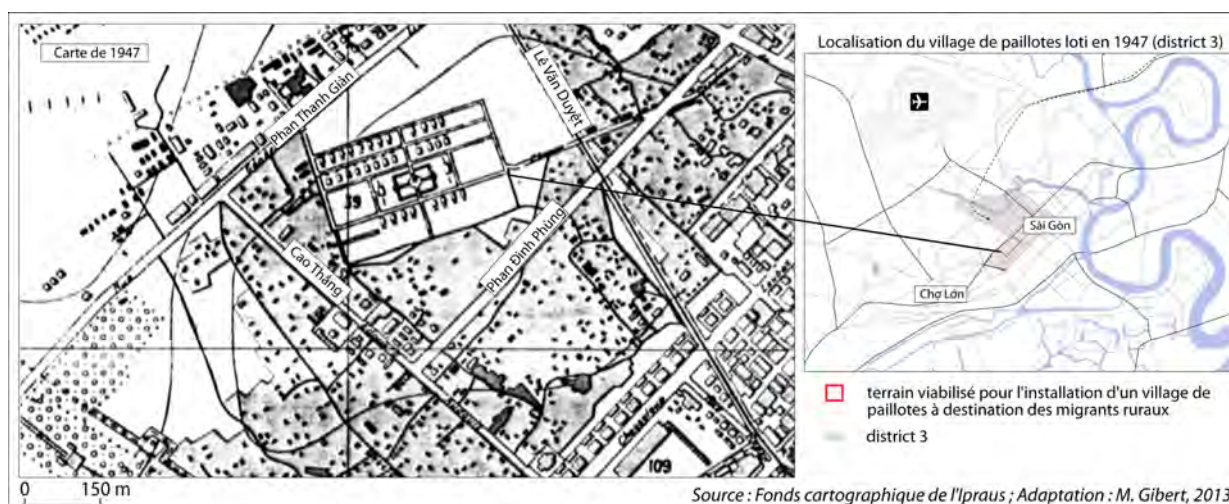 Carte de 1947
Phan Thanh Giản
Lê Văn Duyệt
Cao Thắng
Phan Đình Phùng
39
109
0 150 m
Localisation du village de paillotes loti en 1947 (district 3)
Sài Gòn
Chợ Lớn
terrain viabilisé pour l'installation d'un village de
paillotes à destination des migrants ruraux
district 3
Source : Fonds cartographique de l'Ipraus ; Adaptation : M. Gibert, 2013